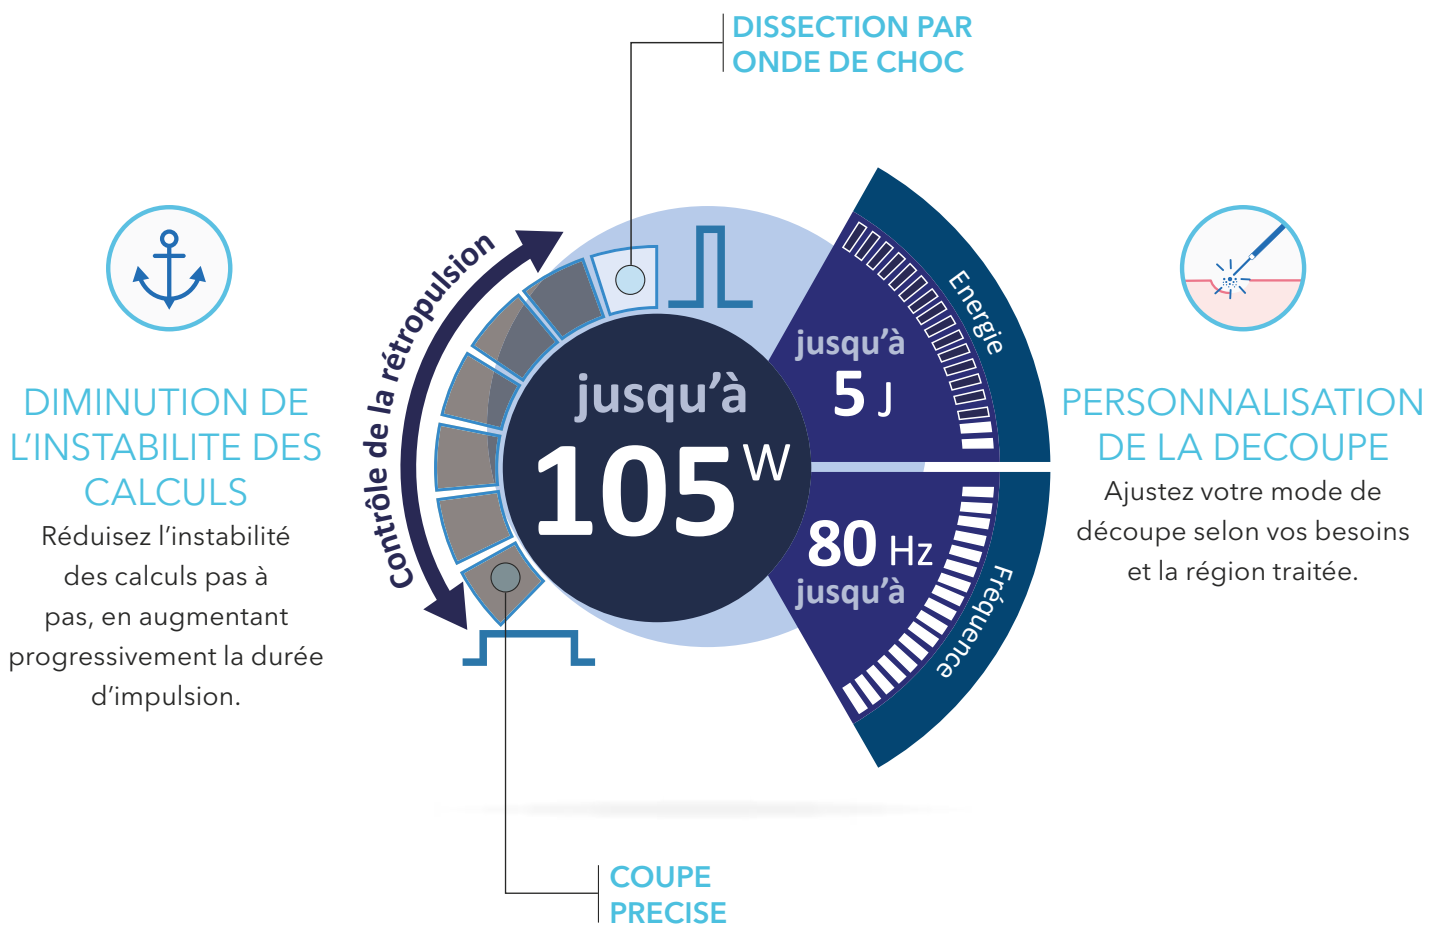 DISSECTION PAR
ONDE DE CHOC
DIMINUTION DE
L’INSTABILITE DES
CALCULS
Réduisez l’instabilité
des calculs pas à
pas, en augmentant
progressivement la durée
d’impulsion.
Contrôle de la rétropulsion
jusqu’à
105 W
Energie
jusqu’à
5 J
80 Hz
jusqu’à
Fréquence
PERSONNALISATION
DE LA DECOUPE
Ajustez votre mode de
découpe selon vos besoins
et la région traitée.
COUPE
PRECISE